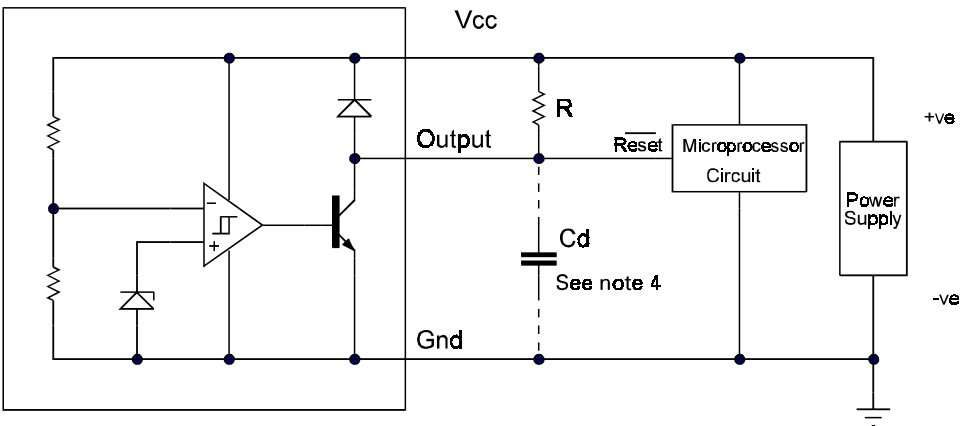 Vcc
R
Output
Reset
Microprocessor
Circuit
+ve
Power
Supply
−
+
Cd
See note 4
-ve
Gnd